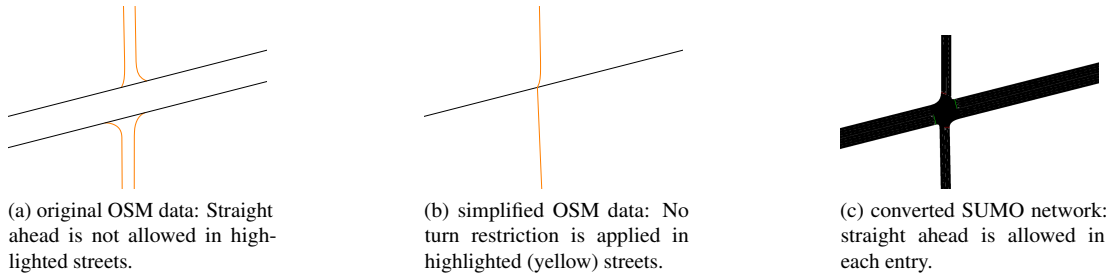 (a) original OSM data: Straight
ahead is not allowed in high-
lighted streets.
(b) simplified OSM data: No
turn restriction is applied in
highlighted (yellow) streets.
(c) converted SUMO network:
straight ahead is allowed in
each entry.